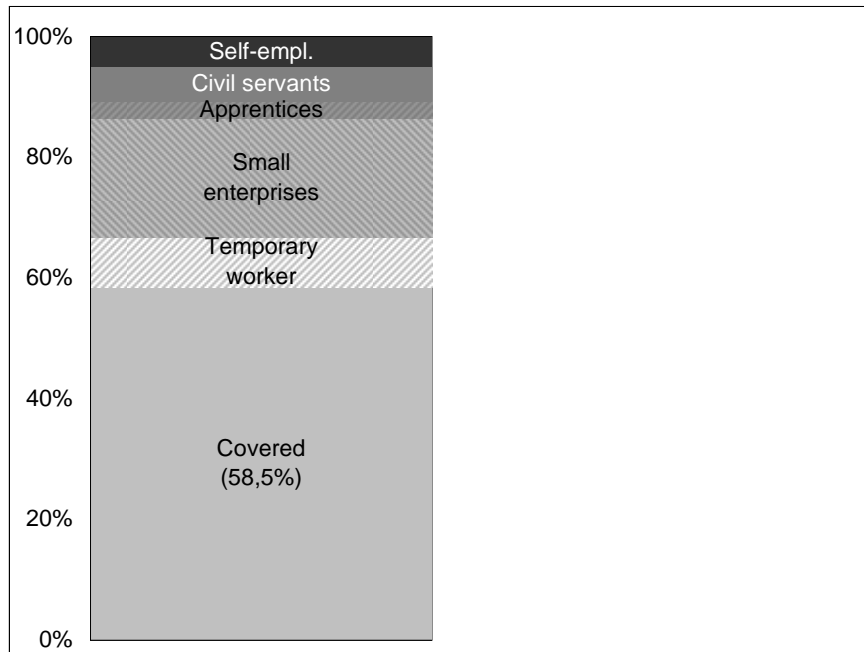 100%
Self-empl.
Civil servants
Apprentices
80%
Small
enterprises
Temporary
worker
60%
40%
Covered
(58,5%)
20%
0%